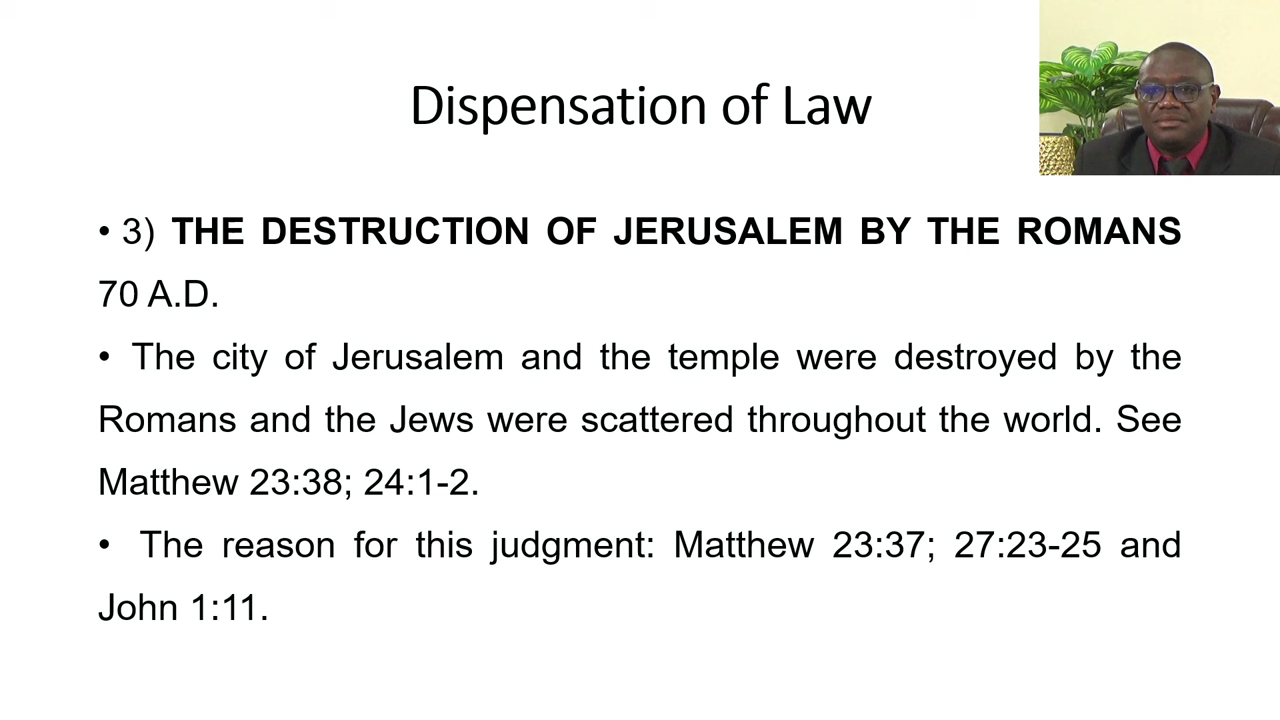 Dispensation of Law
• 3) THE DESTRUCTION OF JERUSALEM BY THE ROMANS
70 A.D.
• The city of Jerusalem and the temple were destroyed by the
Romans and the Jews were scattered throughout the world. See
Matthew 23:38; 24:1-2.
• The reason for this judgment: Matthew 23:37; 27:23-25 and
John 1:11.